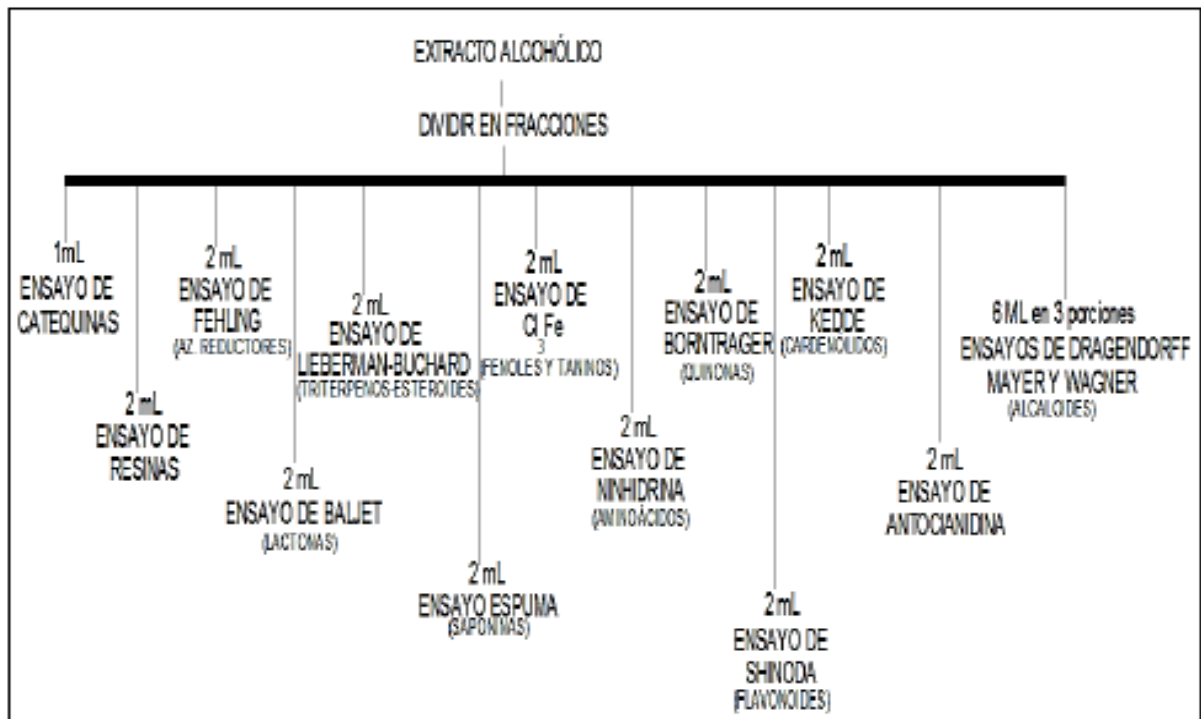 EXTRACTO ALCOHÓLICO
DIVIDIR EN FRACCIONES
1mL
ENSAYO DE
CATEQUINAS
2 mL
ENSAYO DE
RESINAS
2 mL
ENSAYO DE
FEHLING
(AZ. REDUCTORES)
2 mL
ENSAYO DE BALJET
(LACTONAS)
2 mL
ENSAYO DE
LIEBERMAN-BUCHARD
(TRITERPENOS-ESTEROIDES)
2 mL
ENSAYO ESPUMA
(SAPONINAS)
2 mL
ENSAYO DE
Cl Fe
3
(FENOLES Y TANINOS)
2 mL
ENSAYO DE
NINHIDRINA
(AMINOÁCIDOS)
2 mL
ENSAYO DE
BORNTRAGER
(QUINONAS)
2 mL
ENSAYO DE
SHINODA
(FLAVONOIDES)
2 mL
ENSAYO DE
KEDDE
(CARDENOLIDOS)
2 mL
ENSAYO DE
ANTOCIANIDINA
6 ML en 3 porciones
ENSAYOS DE DRAGENDORFF
MAYER Y WAGNER
(ALCALOIDES)